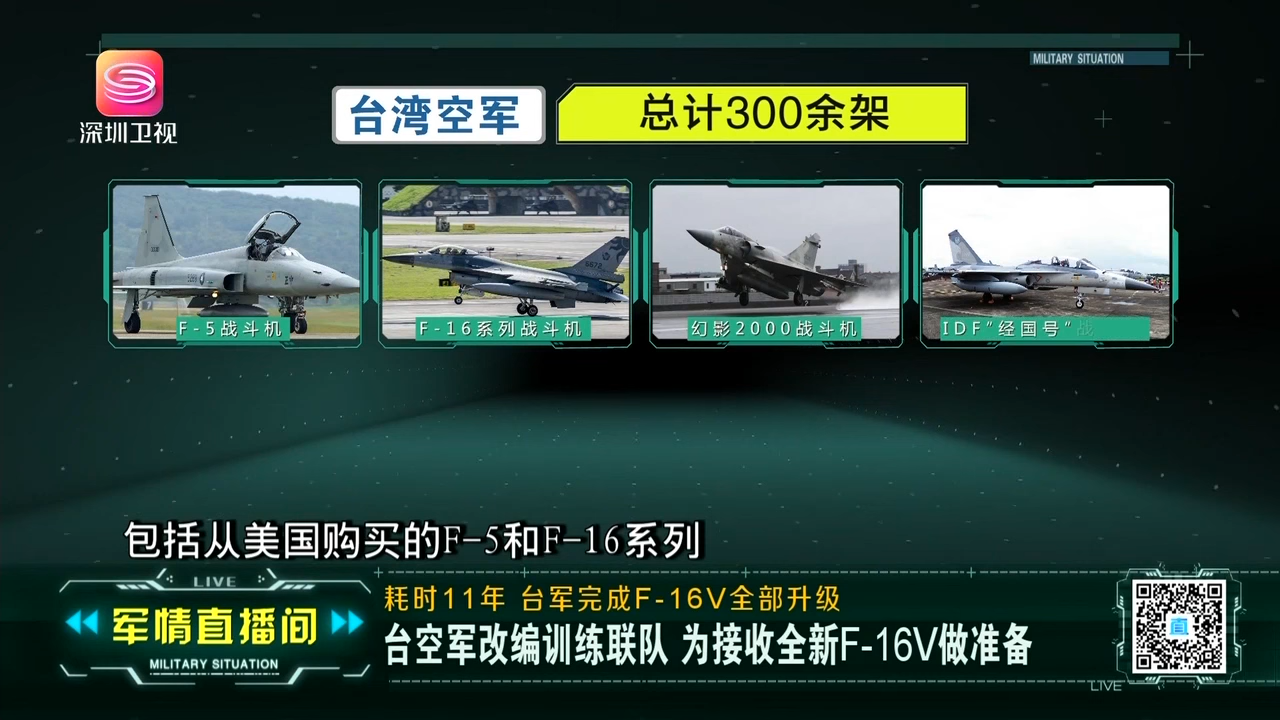 MILITARY SITUATION
深圳卫视
台湾空军
总计300余架
F-5战斗机
F-16系列战斗机
幻影2000战斗机
IDF"经国号"战
包括从美国购买的F-5和F-16系列
LIVE
军情直播间
MILITARY SITUATION
耗时11年 台军完成F-16V全部升级
台空军改编训练联队 为接收全新F-16V做准备
直
LIVE